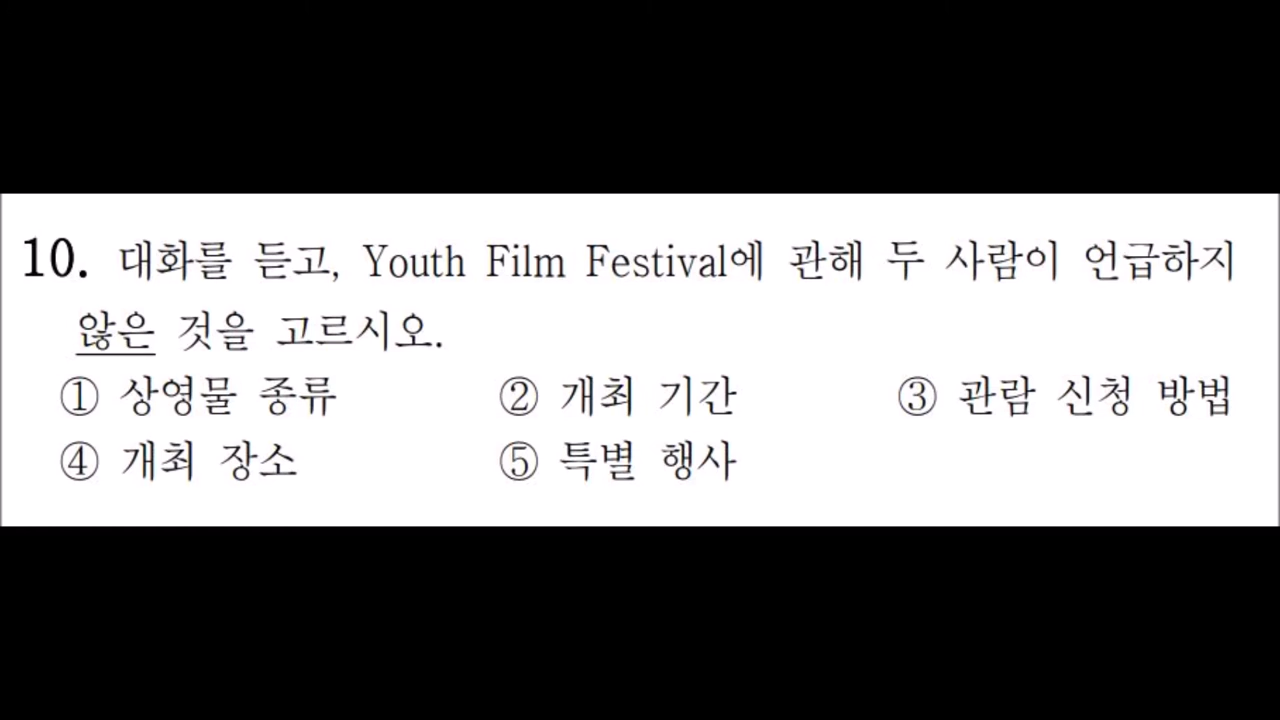 10. 대화를 듣고, Youth Film Festival에 관해 두 사람이 언급하지
않은 것을 고르시오.
① 상영물 종류 ② 개최 기간 ③ 관람 신청 방법
④ 개최 장소 ⑤ 특별 행사